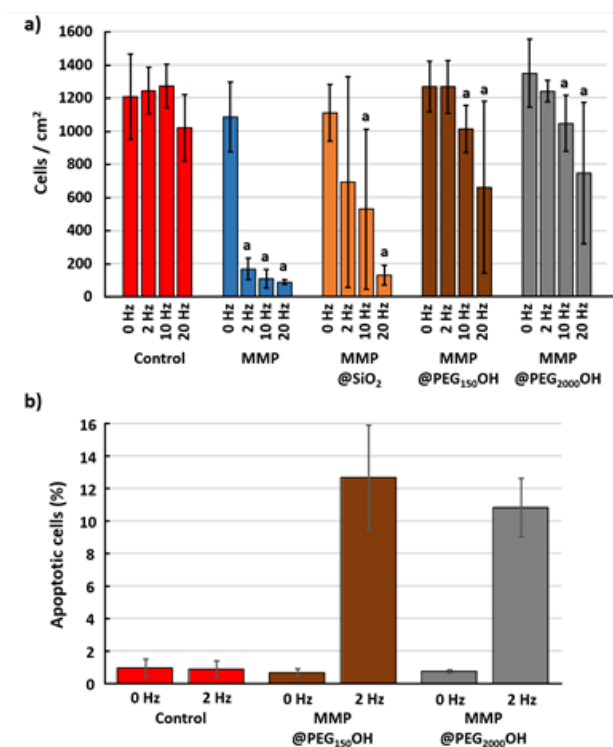 a)
Cells / cm²
1600
1400
1200
1000
800
600
400
200
0
a a a
a a
a a
a a
0 Hz 2 Hz 10 Hz 20 Hz 0 Hz 2 Hz 10 Hz 20 Hz 0 Hz 2 Hz 10 Hz 20 Hz 0 Hz 2 Hz 10 Hz 20 Hz 0 Hz 2 Hz 10 Hz 20 Hz
Control MMP MMP MMP MMP
@SiO₂ @PEG₁₅₀OH @PEG₂₀₀₀OH
b)
Apoptotic cells (%)
16
14
12
10
8
6
4
2
0
0 Hz 2 Hz 0 Hz 2 Hz 0 Hz 2 Hz
Control MMP MMP
@PEG₁₅₀OH @PEG₂₀₀₀OH